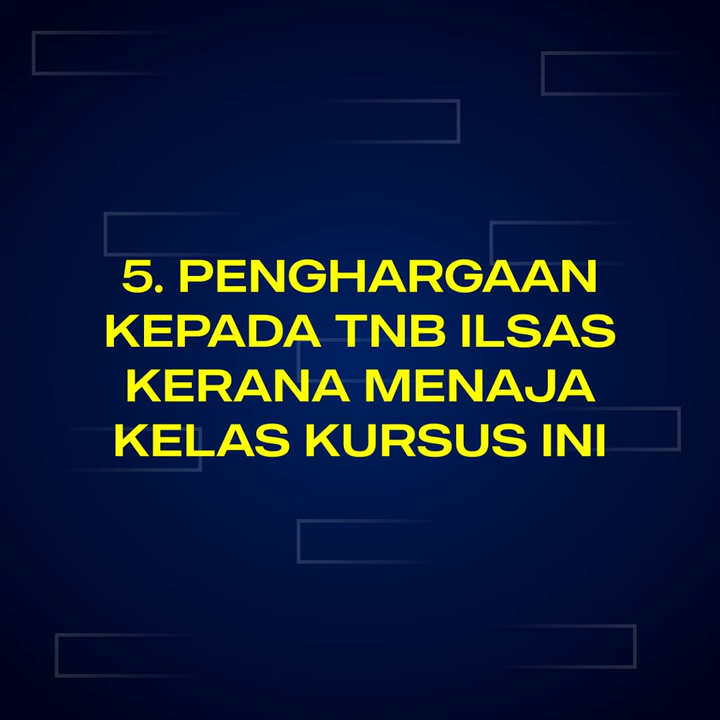 5. PENGHARGAAN
KEPADA TNB ILSAS
KERANA MENAJA
KELAS KURSUS INI